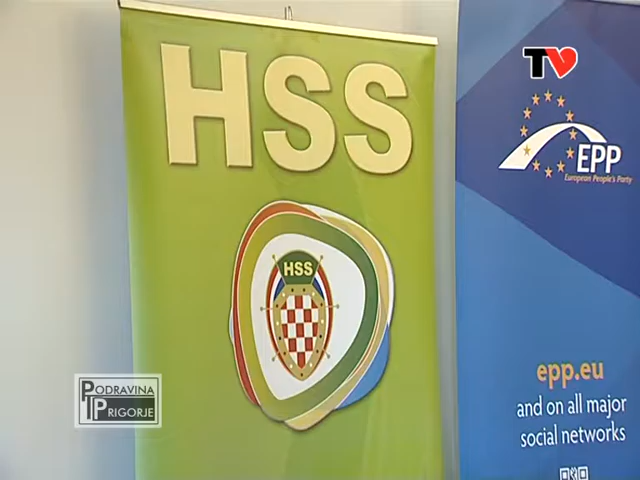 HSS
HSS
TV
EPP
European People's Party
epp.eu
and on all major
social networks
PODRAVINA
I PRIGORJE